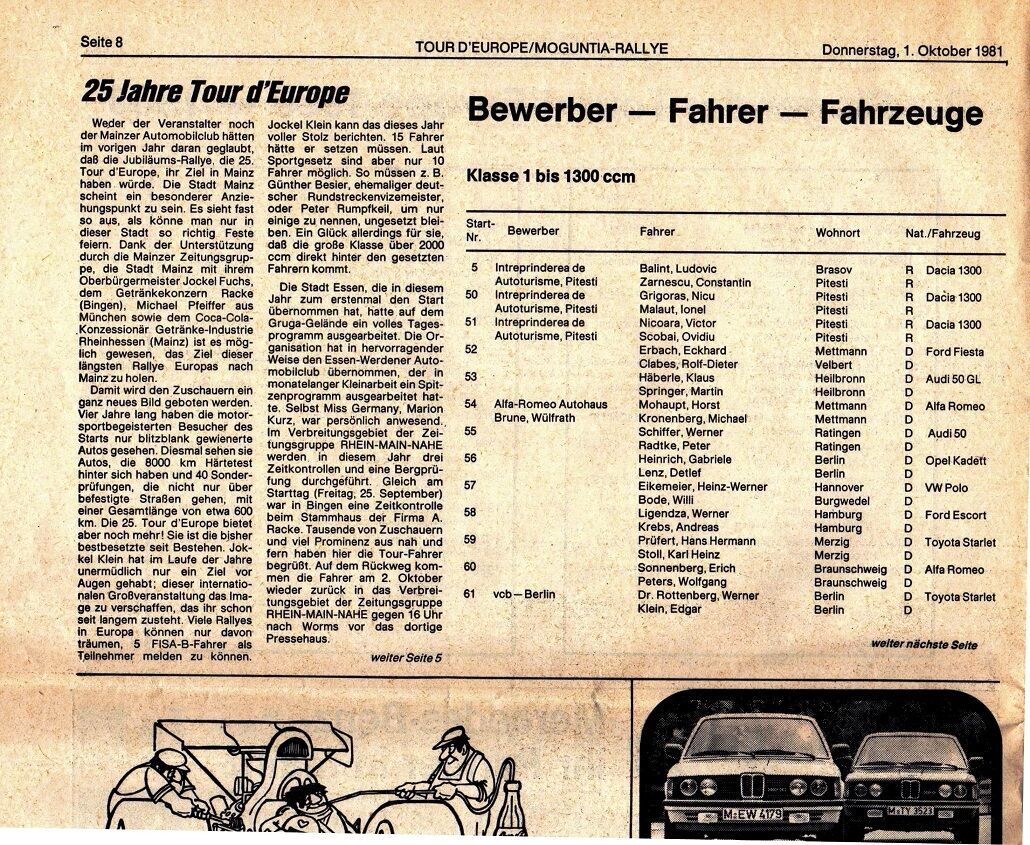 Seite 8
TOUR D'EUROPE/MOGUNTIA-RALLYE
Donnerstag, 1. Oktober 1981
25 Jahre Tour d'Europe
Weder der Veranstalter noch
der Mainzer Automobilclub hätten
im vorigen Jahr daran geglaubt,
daß die Jubiläums-Rallye, die 25.
Tour d'Europe, ihr Ziel in Mainz
haben würde. Die Stadt Mainz
scheint ein besonderer Anzie-
hungspunkt zu sein. Es sieht fast
so aus, als könne man nur in
dieser Stadt so richtig Feste
feiern. Dank der Unterstützung
durch die Mainzer Zeitungsgrup-
pe, die Stadt Mainz mit ihrem
Oberbürgermeister Jockel Fuchs,
dem Getränkekonzern Racke
(Bingen), Michael Pfeiffer aus
München sowie dem Coca-Cola-
Konzessionär Getränke-Industrie
Rheinhessen (Mainz) ist es mög-
lich gewesen, das Ziel dieser
längsten Rallye Europas nach
Mainz zu holen.
Damit wird den Zuschauern ein
ganz neues Bild geboten werden.
Vier Jahre lang haben die motor-
sportbegeisterten Besucher des
Starts nur blitzblank gewienerte
Autos gesehen. Diesmal sehen sie
Autos, die 8000 km Härtetest
hinter sich haben und 40 Sonder-
prüfungen, die nicht nur über
befestigte Straßen gehen, mit
einer Gesamtlänge von etwa 600
km. Die 25. Tour d'Europe bietet
aber noch mehr! Sie ist die bisher
bestbesetzte seit Bestehen. Jok-
kel Klein hat im Laufe der Jahre
unermüdlich nur ein Ziel vor
Augen gehabt; dieser internatio-
nalen Großveranstaltung das Ima-
ge zu verschaffen, das ihr schon
seit langem zusteht. Viele Rallyes
in Europa können nur davon
träumen, 5 FISA-B-Fahrer als
Teilnehmer melden zu können.
Jockel Klein kann das dieses Jahr
voller Stolz berichten. 15 Fahrer
hätte er setzen müssen. Laut
Sportgesetz sind aber nur 10
Fahrer möglich. So müssen z. B.
Günther Besier, ehemaliger deut-
scher Rundstreckenvizemeister,
oder Peter Rumpfkeil, um nur
einige zu nennen, ungesetzt blei-
ben. Ein Glück allerdings für sie,
daß die große Klasse über 2000
ccm direkt hinter den gesetzten
Fahrern kommt.
Die Stadt Essen, die in diesem
Jahr zum erstenmal den Start
übernommen hat, hatte auf dem
Gruga-Gelände ein volles Tages-
programm ausgearbeitet. Die Or-
ganisation hat in hervorragender
Weise den Essen-Werdener Auto-
mobilclub übernommen, der in
monatelanger Kleinarbeit ein Spit-
zenprogramm ausgearbeitet hat-
te. Selbst Miss Germany, Marion
Kurz, war persönlich anwesend.
Im Verbreitungsgebiet der Zei-
tungsgruppe RHEIN-MAIN-NAHE
werden in diesem Jahr drei
Zeitkontrollen und eine Bergprü-
fung durchgeführt. Gleich am
Starttag (Freitag, 25. September)
war in Bingen eine Zeitkontrolle
beim Stammhaus der Firma A.
Racke. Tausende von Zuschauern
und viel Prominenz aus nah und
fern haben hier die Tour-Fahrer
begrüßt. Auf dem Rückweg kom-
men die Fahrer am 2. Oktober
wieder zurück in das Verbrei-
tungsgebiet der Zeitungsgruppe
RHEIN-MAIN-NAHE gegen 16 Uhr
nach Worms vor das dortige
Pressehaus.
weiter Seite 5
Bewerber — Fahrer — Fahrzeuge
Klasse 1 bis 1300 ccm
Start-Nr. Bewerber Fahrer Wohnort Nat./Fahrzeug
5 Intreprinderea de Balint, Ludovic Brasov R Dacia 1300
Autoturisme, Pitesti Zarnescu, Constantin Pitesti R
50 Intreprinderea de Grigoras, Nicu Pitesti R Dacia 1300
Autoturisme, Pitesti Malaut, Ionel Pitesti R
51 Intreprinderea de Nicoara, Victor Pitesti R Dacia 1300
Autoturisme, Pitesti Scobai, Ovidiu Pitesti R
52 Erbach, Eckhard Mettmann D Ford Fiesta
Clabes, Rolf-Dieter Velbert D
53 Häberle, Klaus Heilbronn D Audi 50 GL
Springer, Martin Heilbronn D
54 Alfa-Romeo Autohaus Mohaupt, Horst Mettmann D Alfa Romeo
Brune, Wülfrath Kronenberg, Michael Mettmann D
55 Schiffer, Werner Ratingen D Audi 50
Radtke, Peter Ratingen D
56 Heinrich, Gabriele Berlin D Opel Kadett
Lenz, Detlef Berlin D
57 Eikemeier, Heinz-Werner Hannover D VW Polo
Bode, Willi Burgwedel D
58 Ligendza, Werner Hamburg D Ford Escort
Krebs, Andreas Hamburg D
59 Prüfert, Hans Hermann Merzig D Toyota Starlet
Stoll, Karl Heinz Merzig D
60 Sonnenberg, Erich Braunschweig D Alfa Romeo
Peters, Wolfgang Braunschweig D
61 vcb – Berlin Dr. Rottenberg, Werner Berlin D Toyota Starlet
Klein, Edgar Berlin D
weiter nächste Seite
M:EW 4179
M:TY 3523